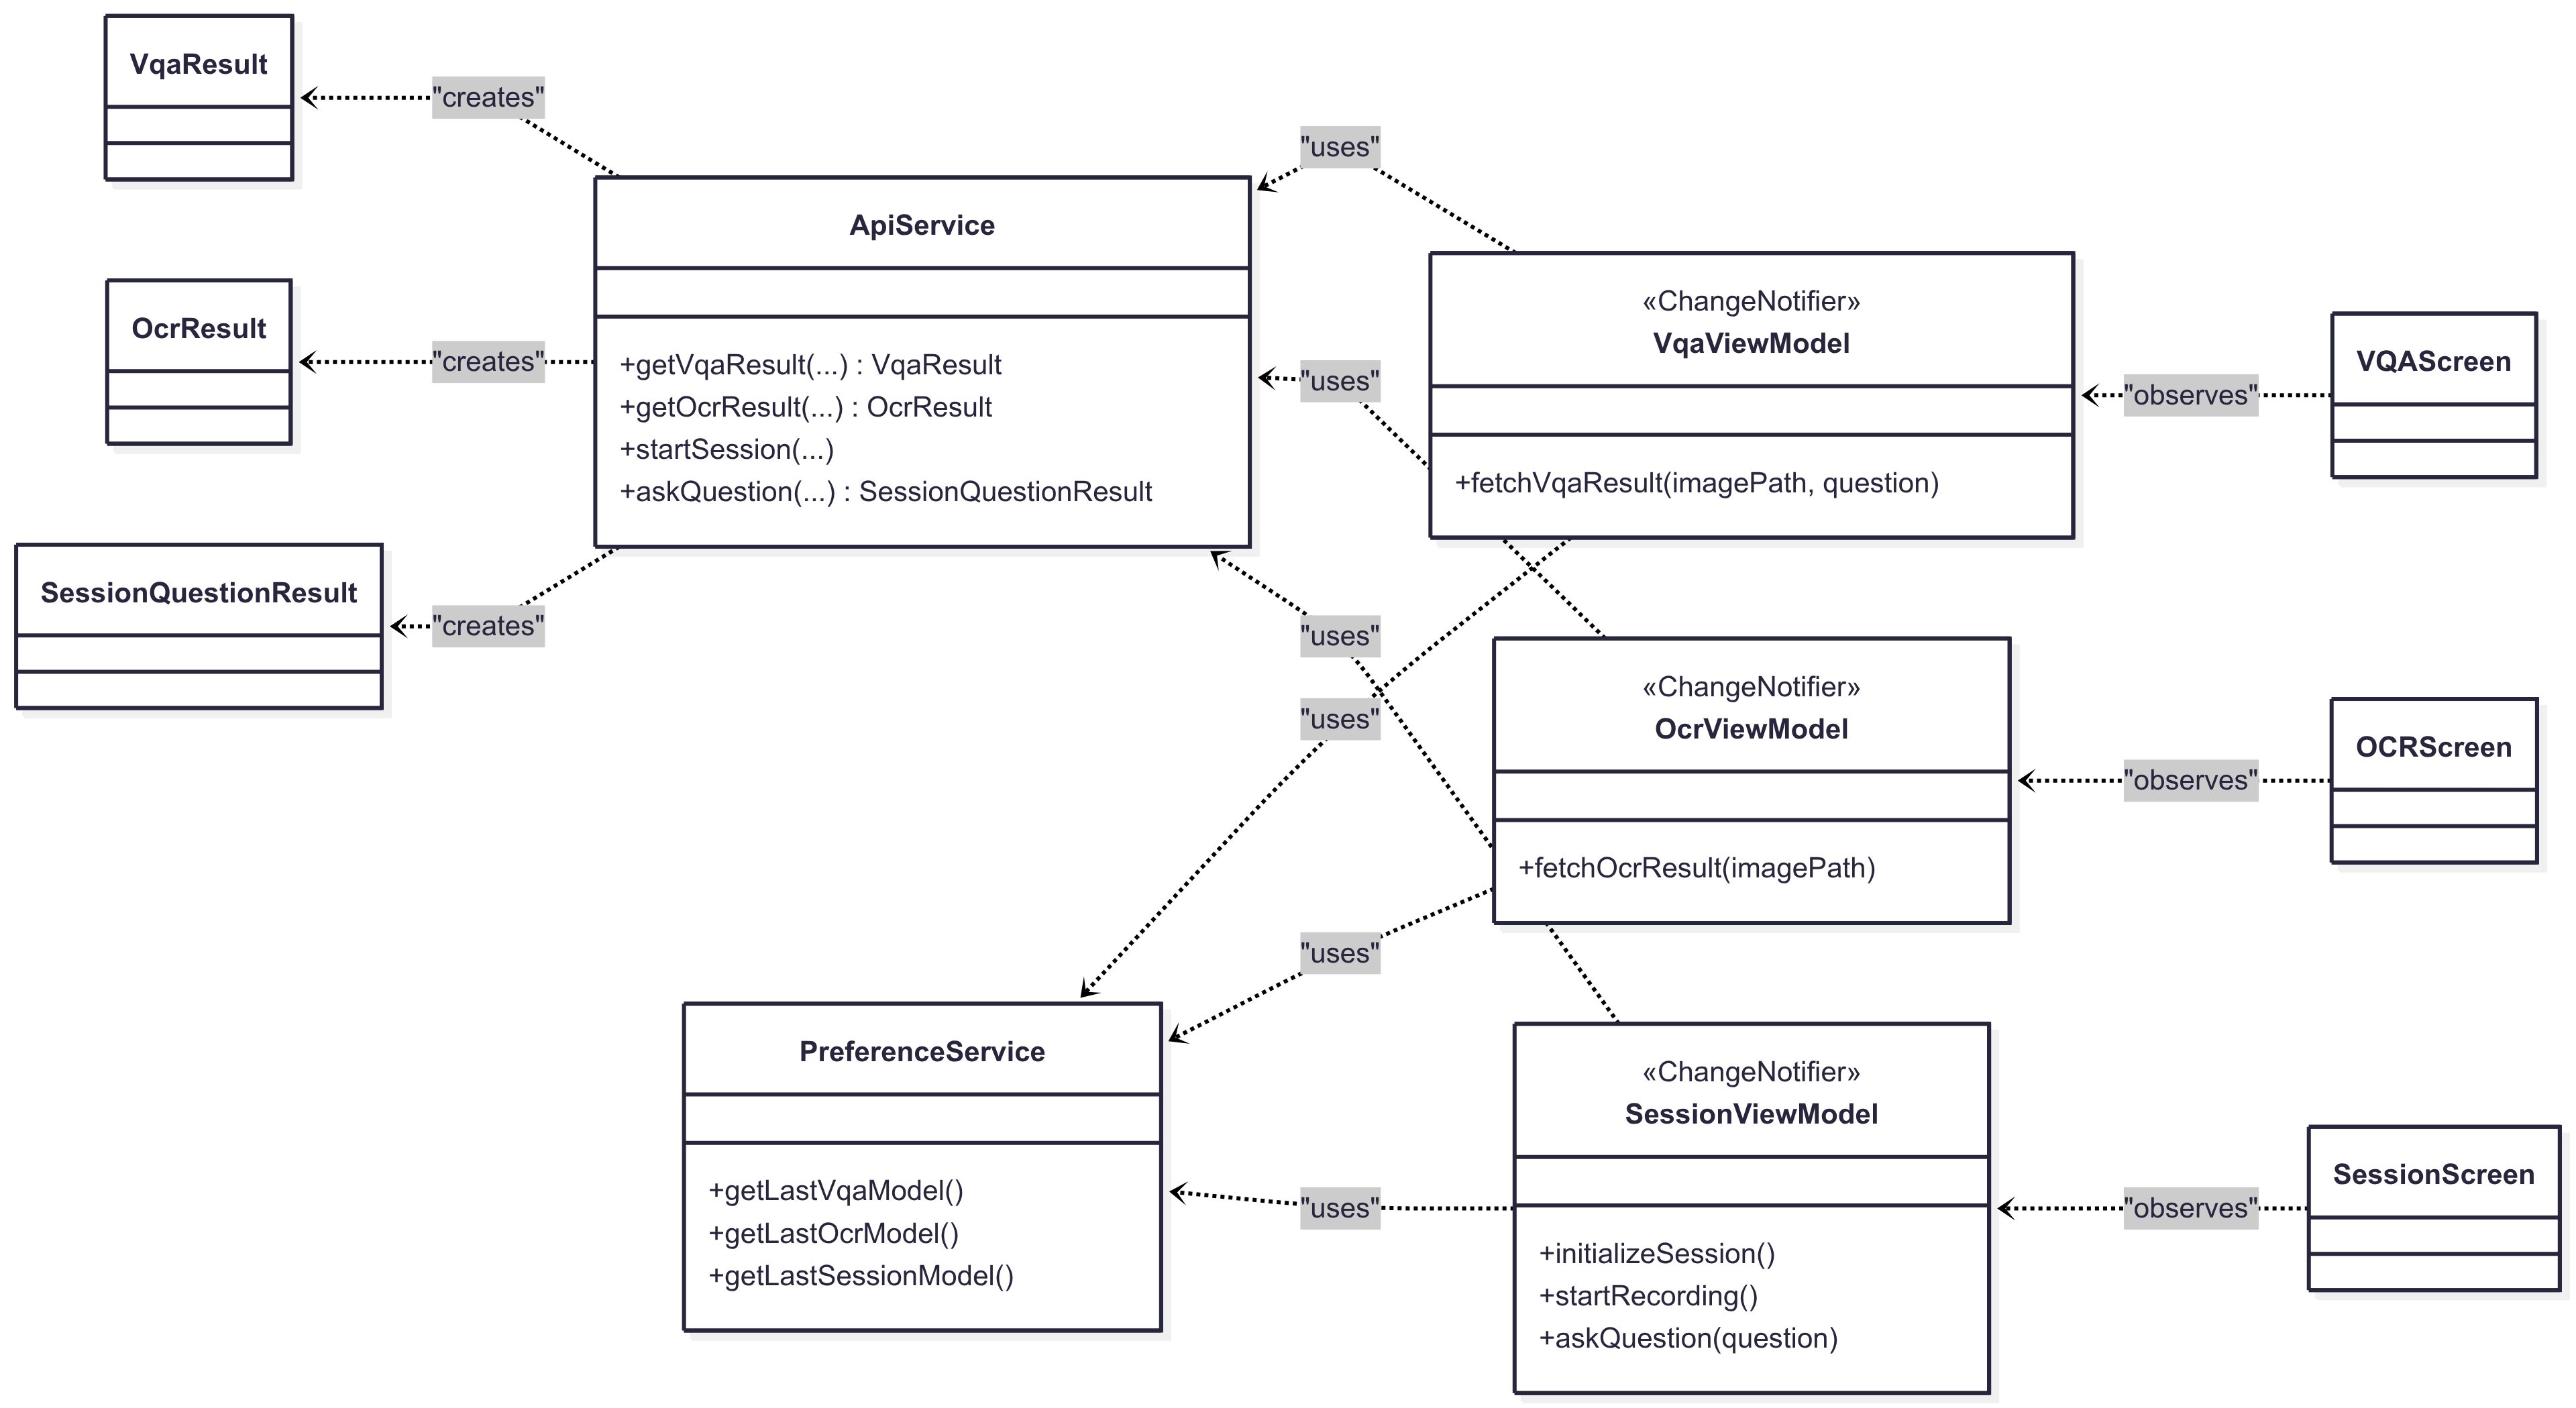 VqaResult
"creates"
OcrResult
"creates"
SessionQuestionResult
"creates"
ApiService
+getVqaResult(...) : VqaResult
+getOcrResult(...) : OcrResult
+startSession(...)
+askQuestion(...) : SessionQuestionResult
"uses"
"uses"
"uses"
"uses"
"uses"
"uses"
PreferenceService
+getLastVqaModel()
+getLastOcrModel()
+getLastSessionModel()
«ChangeNotifier»
VqaViewModel
+fetchVqaResult(imagePath, question)
"observes"
VQAScreen
«ChangeNotifier»
OcrViewModel
+fetchOcrResult(imagePath)
"observes"
OCRScreen
«ChangeNotifier»
SessionViewModel
+initializeSession()
+startRecording()
+askQuestion(question)
"observes"
SessionScreen